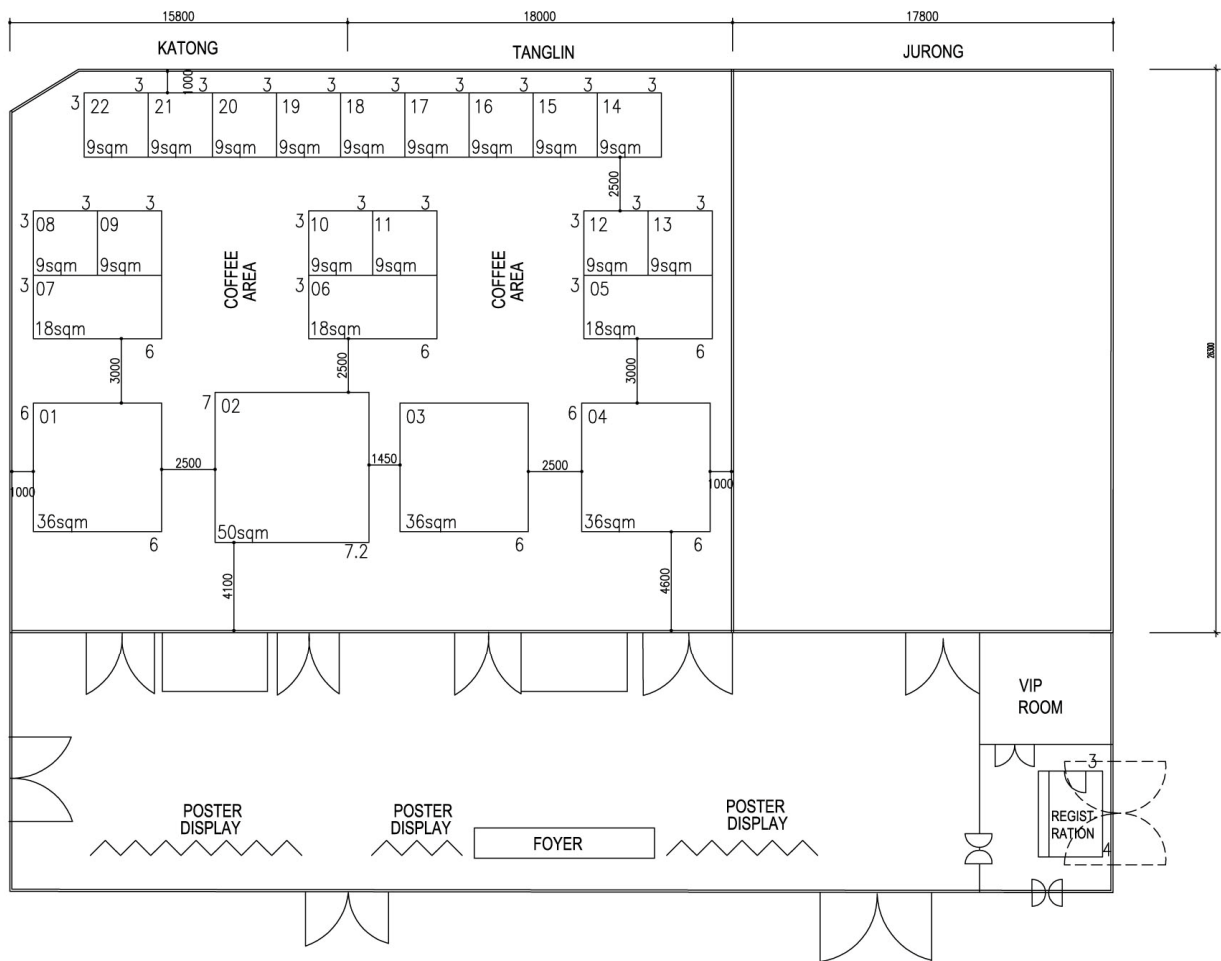 15800
18000
17800
KATONG
TANGLIN
JURONG
1000
3 3 3 3 3 3 3 3 3
3
22 21 20 19 18 17 16 15 14
9sqm 9sqm 9sqm 9sqm 9sqm 9sqm 9sqm 9sqm 9sqm
2500
3 3 3 3 3 3
3 08 09
3 10 11
3 12 13
9sqm 9sqm
9sqm 9sqm
9sqm 9sqm
COFFEE
AREA
COFFEE
AREA
3 07
3 06
3 05
18sqm
18sqm
18sqm
6
6
6
3000
2500
3000
26300
6 01
7 02
03
6 04
2500
1450
2500
1000
1000
36sqm
50sqm
36sqm
36sqm
6
7.2
6
6
4100
4600
VIP
ROOM
3
REGIST
RATION
4
POSTER
DISPLAY
POSTER
DISPLAY
POSTER
DISPLAY
FOYER